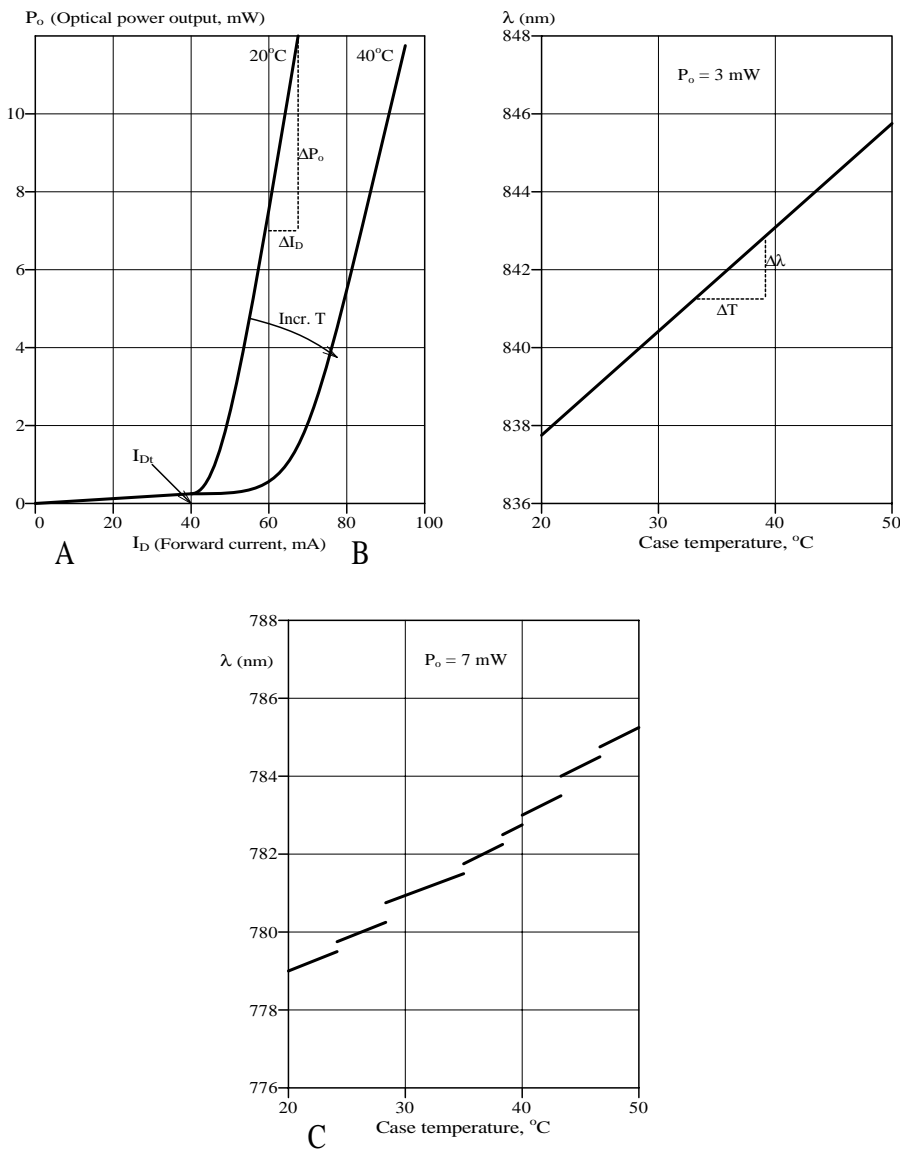 Pₒ (Optical power output, mW)
20°C
40°C
10
8
6
4
2
0
ΔPₒ
ΔI_D
Incr. T
I_Dt
0 20 40 60 80 100
I_D (Forward current, mA)
A
B
λ (nm)
848
846
844
842
840
838
836
Pₒ = 3 mW
Δλ
ΔT
20 30 40 50
Case temperature, °C
788
λ (nm)
786
784
782
780
778
776
Pₒ = 7 mW
20 30 40 50
Case temperature, °C
C